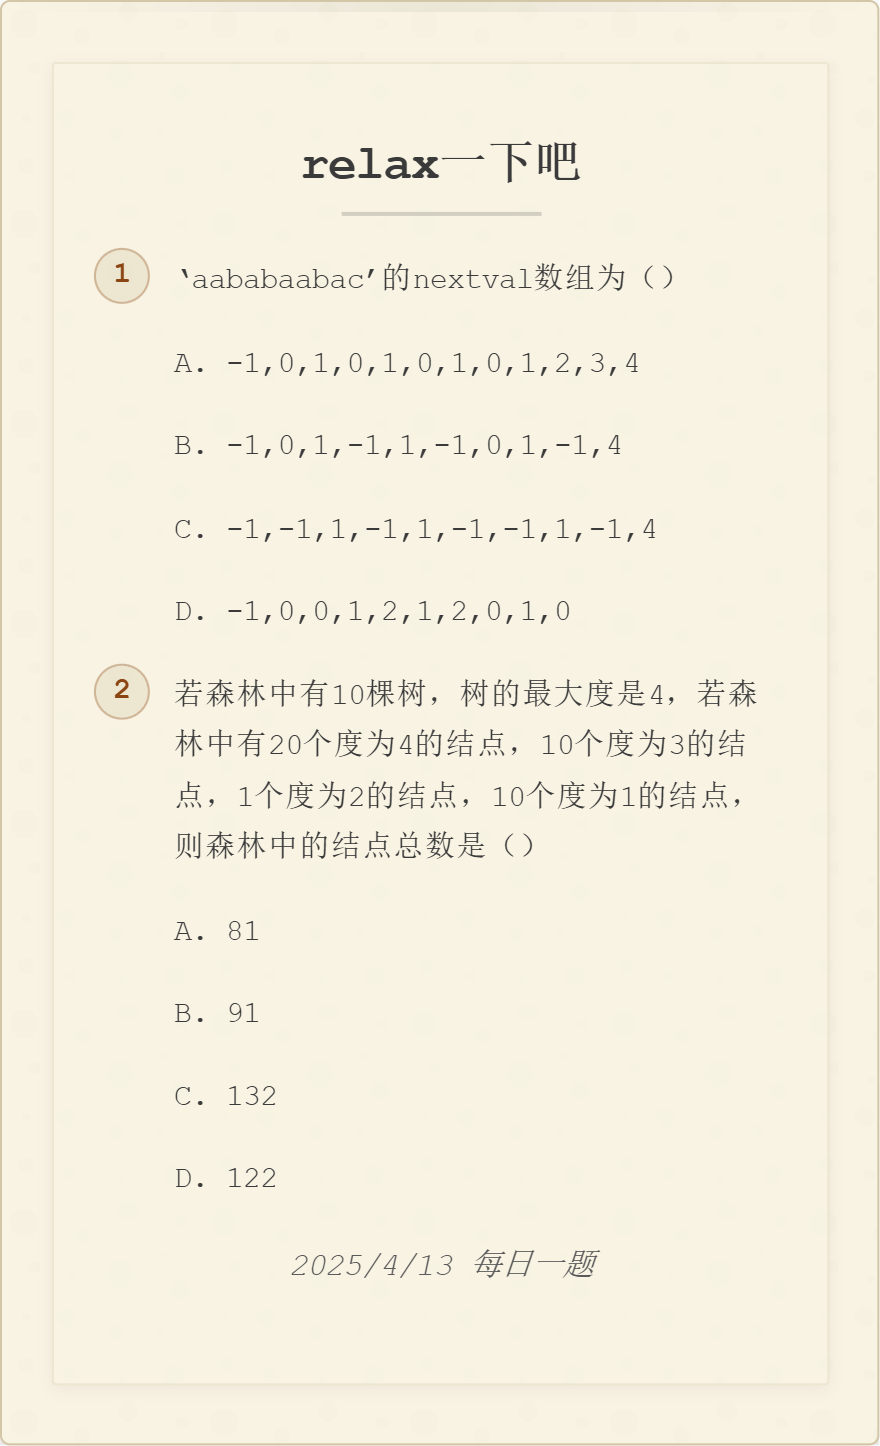 relax一下吧
1
‘aababaabac’的nextval数组为（）
A. -1,0,1,0,1,0,1,0,1,2,3,4
B. -1,0,1,-1,1,-1,0,1,-1,4
C. -1,-1,1,-1,1,-1,-1,1,-1,4
D. -1,0,0,1,2,1,2,0,1,0
2
若森林中有10棵树，树的最大度是4，若森
林中有20个度为4的结点，10个度为3的结
点，1个度为2的结点，10个度为1的结点，
则森林中的结点总数是（）
A. 81
B. 91
C. 132
D. 122
2025/4/13 每日一题